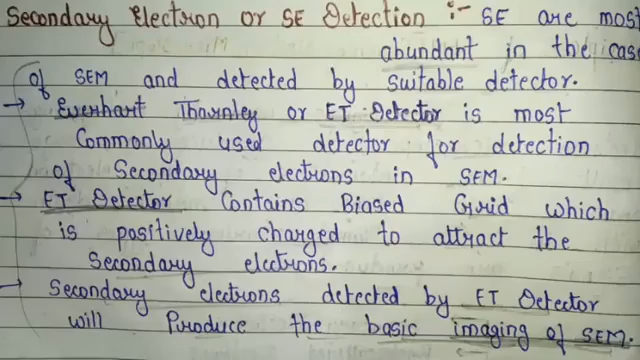 Secondary Electron or SE Detection :- SE are most
abundant in the case
of SEM and detected by suitable detector.
→ Everhart Thornley or ET Detector is most
Commonly used detector for detection
of Secondary electrons in SEM.
→ ET Detector Contains Biased Grid which
is positively charged to attract the
Secondary electrons.
→ Secondary electrons detected by ET Detector
will Produce the basic imaging of SEM.